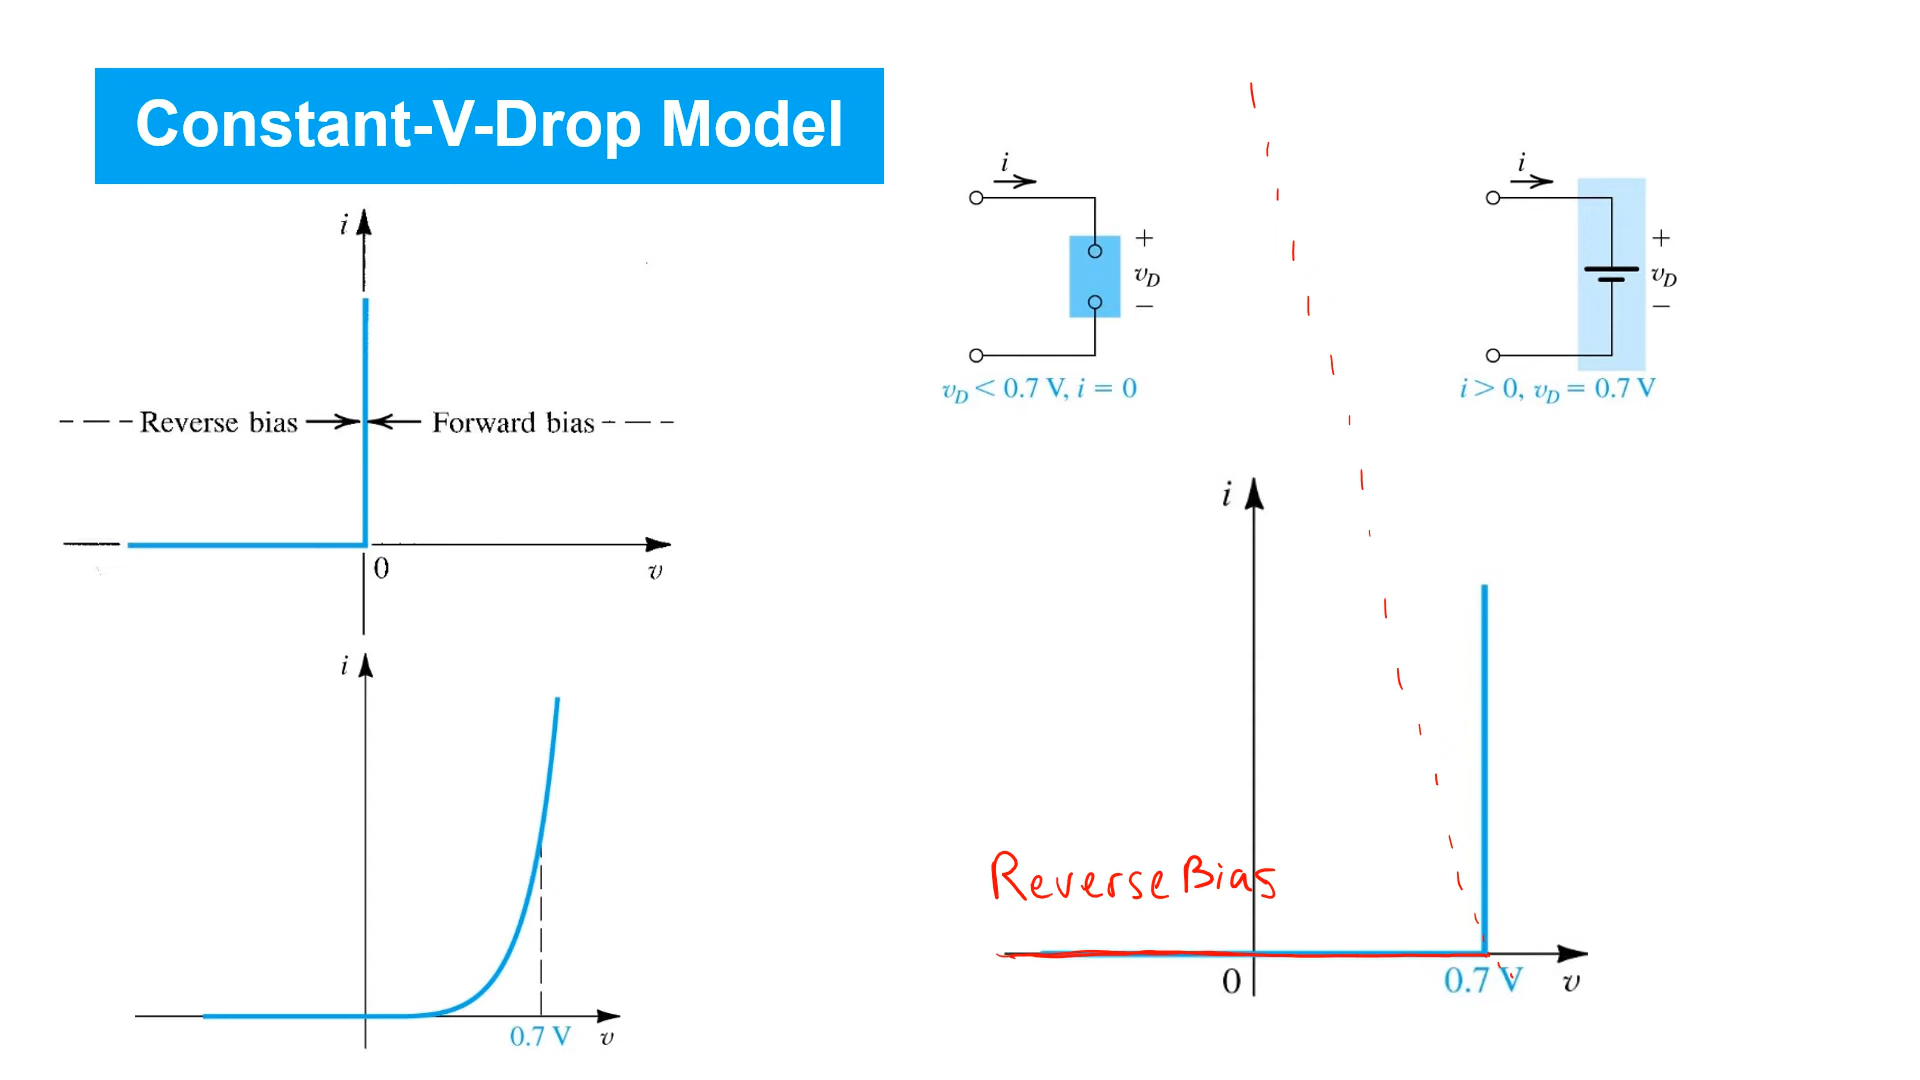 Constant-V-Drop Model
i
Reverse bias
Forward bias
0
v
i
0.7 V
v
i
+
v_D
−
v_D < 0.7 V, i = 0
i
+
v_D
−
i > 0, v_D = 0.7 V
i
Reverse Bias
0
0.7 V
v